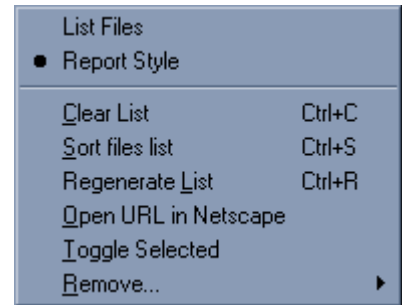 List Files
Report Style
Clear List Ctrl+C
Sort files list Ctrl+S
Regenerate List Ctrl+R
Open URL in Netscape
Toggle Selected
Remove...